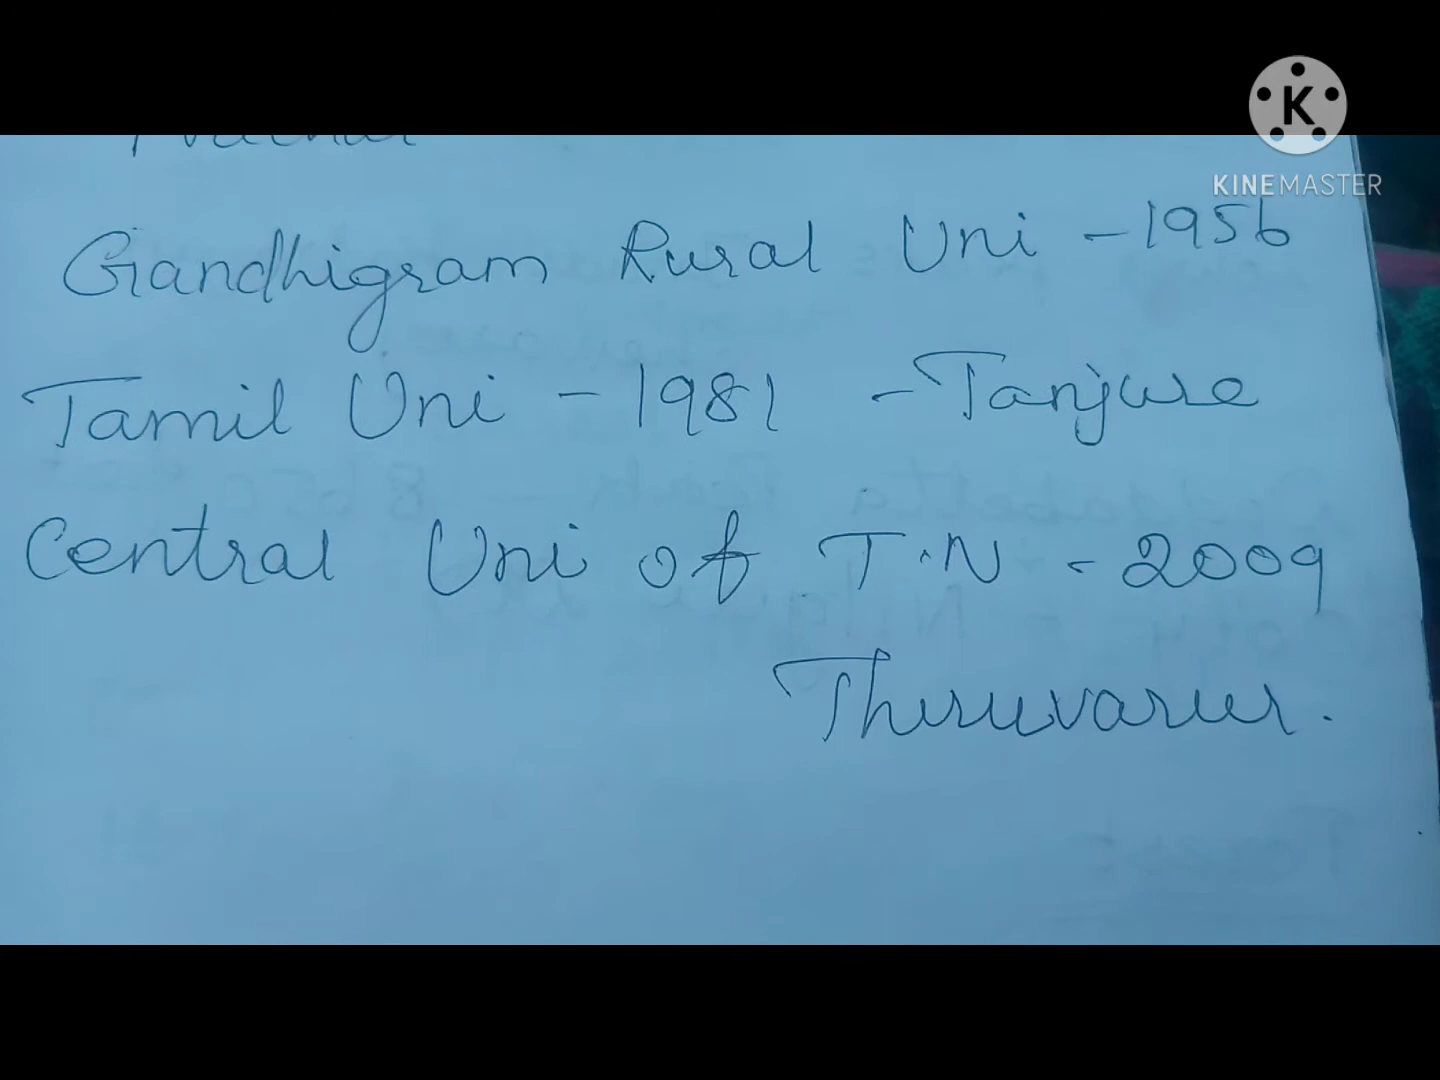 K
KINEMASTER
Gandhigram Rural Uni - 1956
Tamil Uni - 1981 - Tanjure
Central Uni of T.N - 2009
Thiruvarur.